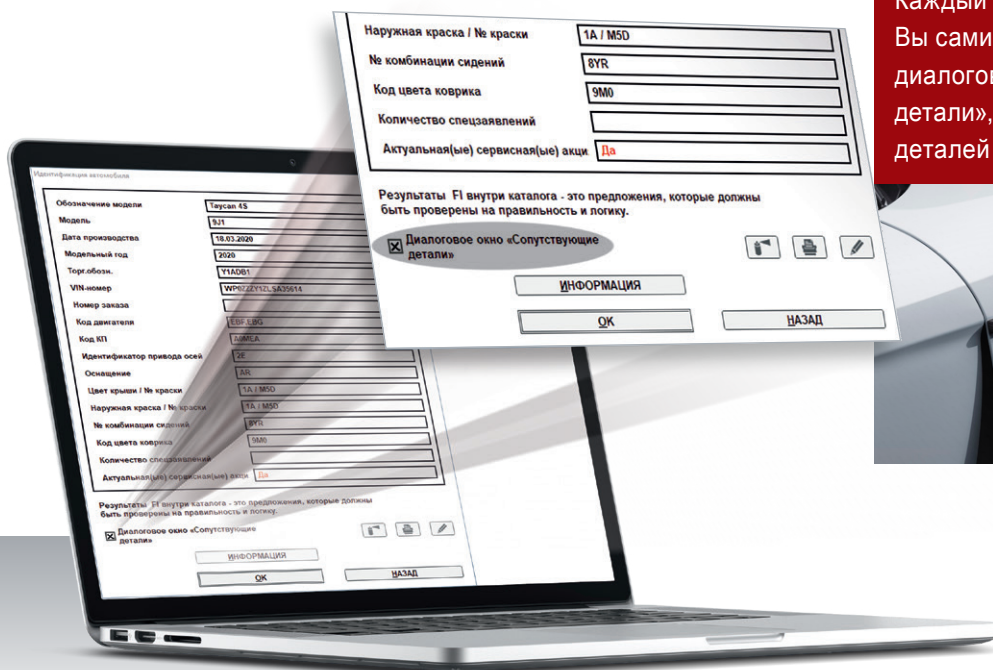 Каждый
Вы сами
диалогов
детали»,
деталей
Наружная краска / № краски 1A / M5D
№ комбинации сидений 8YR
Код цвета коврика 9M0
Количество спецзаявлений
Актуальная(ые) сервисная(ые) акци Да
Результаты FI внутри каталога - это предложения, которые должны
быть проверены на правильность и логику.
Диалоговое окно «Сопутствующие
детали»
ИНФОРМАЦИЯ
OK НАЗАД
Идентификация автомобиля
Обозначение модели Taycan 4S
Модель 9J1
Дата производства 18.03.2020
Модельный год 2020
Торг.обозн. Y1ADB1
VIN-номер WP0ZZZY1ZLSA35614
Номер заказа
Код двигателя EBF,EBG
Код КП
Идентификатор привода осей 2E
Оснащение AR
Цвет крыши / № краски 1A / M5D
Наружная краска / № краски 1A / M5D
№ комбинации сидений 8YR
Код цвета коврика 9M0
Количество спецзаявлений
Актуальная(ые) сервисная(ые) акци Да
Результаты FI внутри каталога - это предложения, которые должны
быть проверены на правильность и логику.
Диалоговое окно «Сопутствующие
детали»
ИНФОРМАЦИЯ
OK НАЗАД